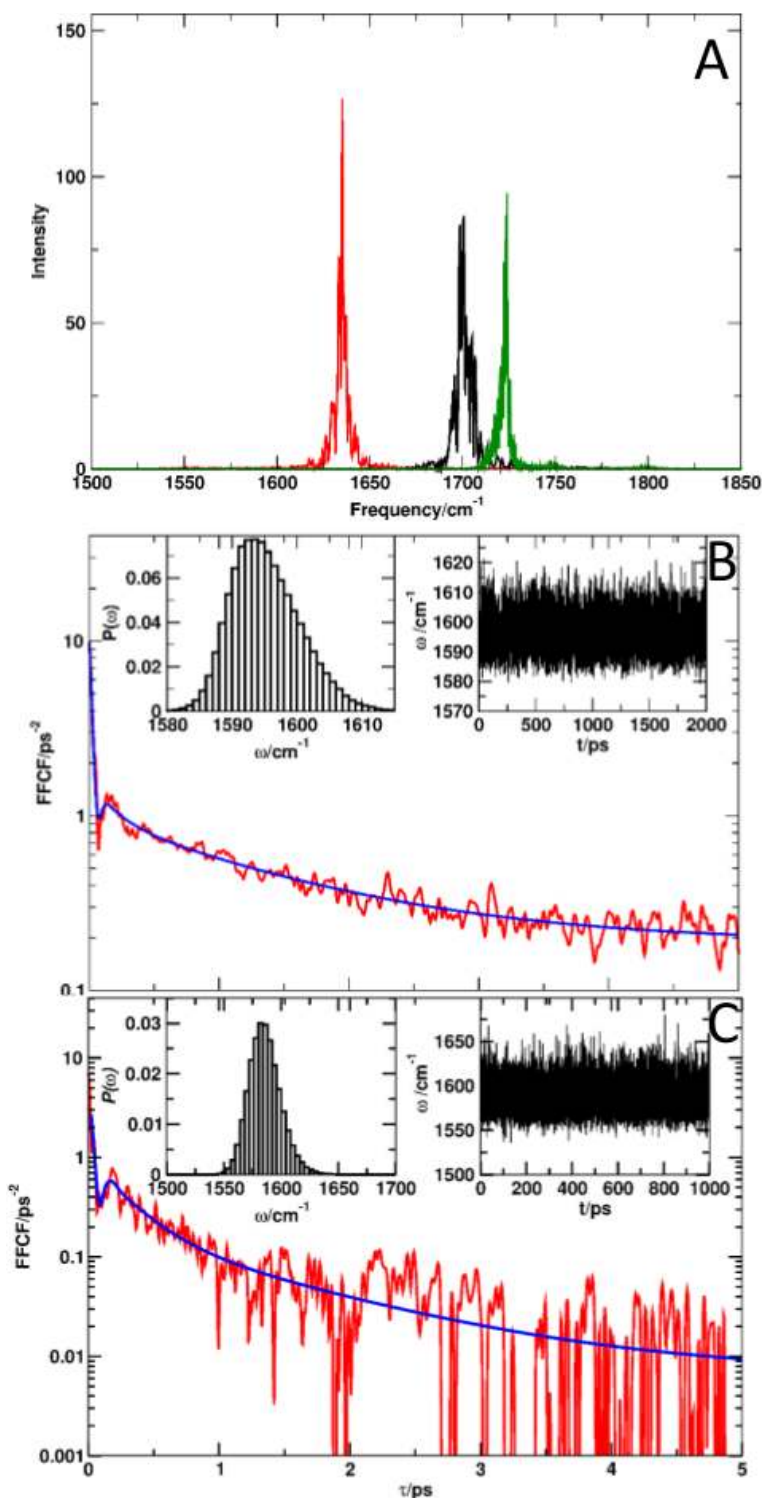 A
150
100
50
0
Intensity
1500 1550 1600 1650 1700 1750 1800 1850
Frequency/cm-1
B
10
1
0.1
FFCF/ps-2
0.06
0.04
0.02
0
P(ω)
1580 1590 1600 1610
ω/cm-1
1620
1610
1600
1590
1580
1570
ω/cm-1
0 500 1000 1500 2000
t/ps
C
10
1
0.1
0.01
0.001
FFCF/ps-2
0.03
0.02
0.01
0
P(ω)
1500 1550 1600 1650 1700
ω/cm-1
1650
1600
1550
1500
ω/cm-1
0 200 400 600 800 1000
t/ps
0 1 2 3 4 5
τ/ps